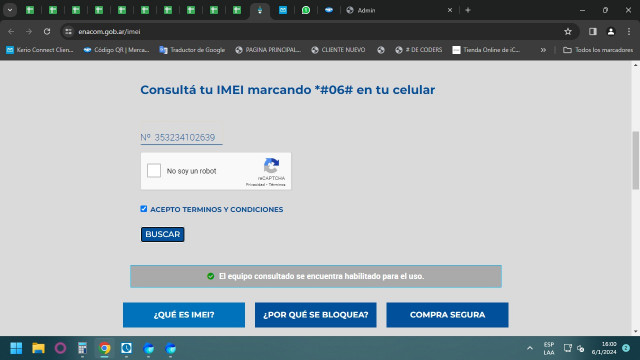 Admin
enacom.gob.ar/imei
Kerio Connect Clien...
Código QR | Merca...
Traductor de Google
PAGINA PRINCIPAL...
CLIENTE NUEVO
# DE CODERS
Tienda Online de iC...
Todos los marcadores
Consultá tu IMEI marcando *#06# en tu celular
Nº 353234102639
No soy un robot
reCAPTCHA
Privacidad - Términos
ACEPTO TERMINOS Y CONDICIONES
BUSCAR
El equipo consultado se encuentra habilitado para el uso.
¿QUÉ ES IMEI?
¿POR QUÉ SE BLOQUEA?
COMPRA SEGURA
ESP
LAA
16:00
6/1/2024